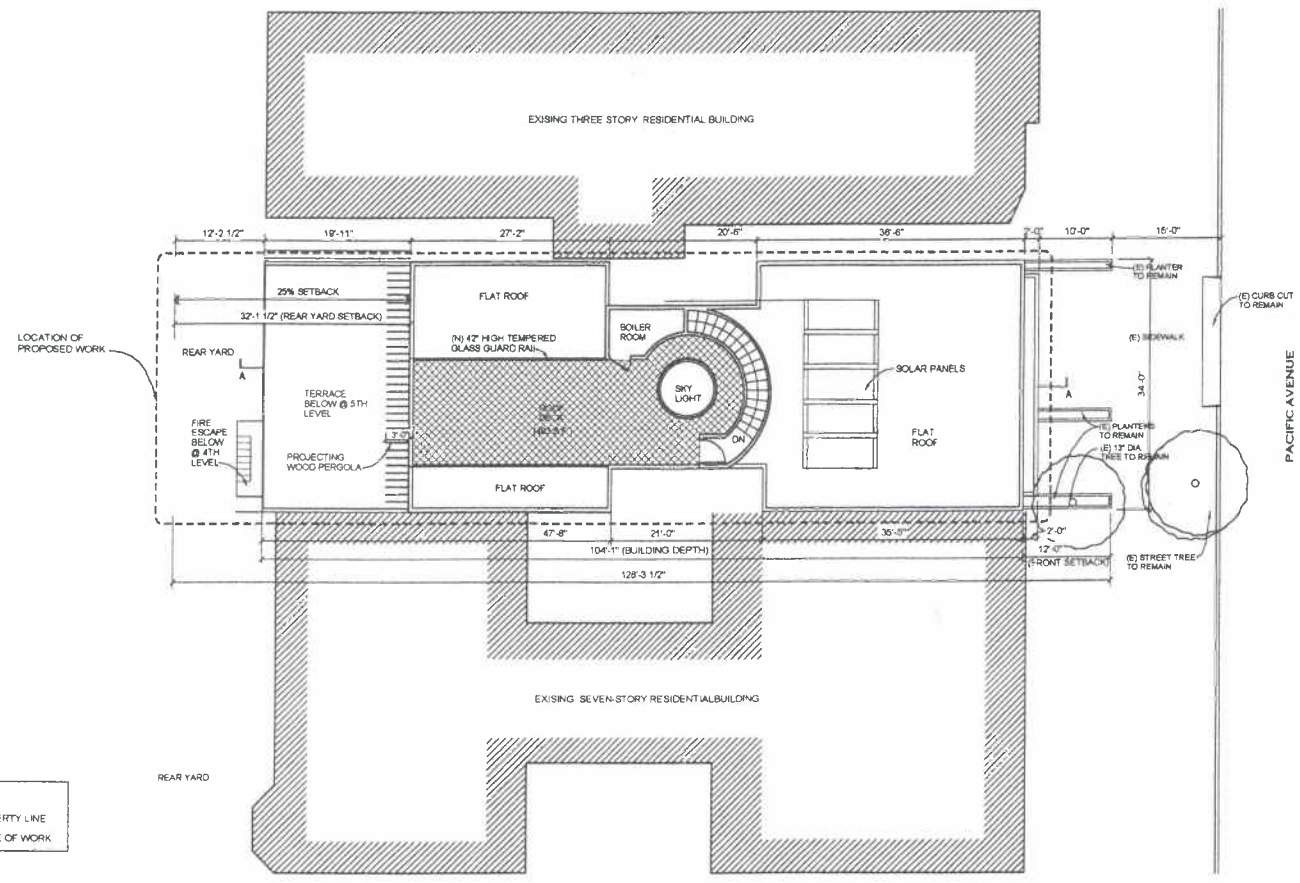 EXISING THREE STORY RESIDENTIAL BUILDING
12'-2 1/2"
19'-11"
27'-2"
20'-6"
36'-6"
10'-0"
15'-0"
25% SETBACK
32'-1 1/2" (REAR YARD SETBACK)
FLAT ROOF
BOILER
ROOM
(N) 42" HIGH TEMPERED
GLASS GUARD RAIL
LOCATION OF
PROPOSED WORK
REAR YARD
A
TERRACE
BELOW @ 5TH
LEVEL
FIRE
ESCAPE
BELOW
@ 4TH
LEVEL
3'-0"
PROJECTING
WOOD PERGOLA
ROOF
DECK
SKY
LIGHT
DN
SOLAR PANELS
FLAT
ROOF
FLAT ROOF
(E) PLANTER
TO REMAIN
(E) CURB CUT
TO REMAIN
(E) SIDEWALK
34'-0"
A
(E) PLANTERS
TO REMAIN
(E) 12" DIA.
TREE TO REMAIN
PACIFIC AVENUE
47'-8"
21'-0"
2'-0"
104'-1" (BUILDING DEPTH)
12'-0"
(FRONT SETBACK)
128'-3 1/2"
(E) STREET TREE
TO REMAIN
EXISING SEVEN-STORY RESIDENTIALBUILDING
REAR YARD
ERTY LINE
OF WORK